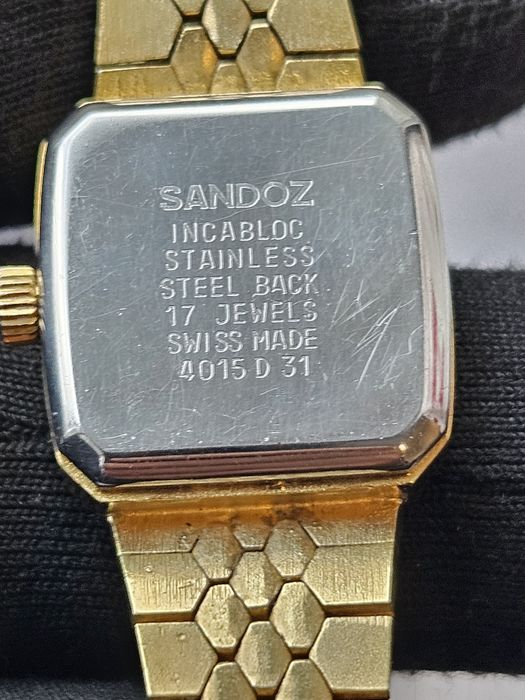 SANDOZ
INCABLOC
STAINLESS
STEEL BACK
17 JEWELS
SWISS MADE
4015 D 31